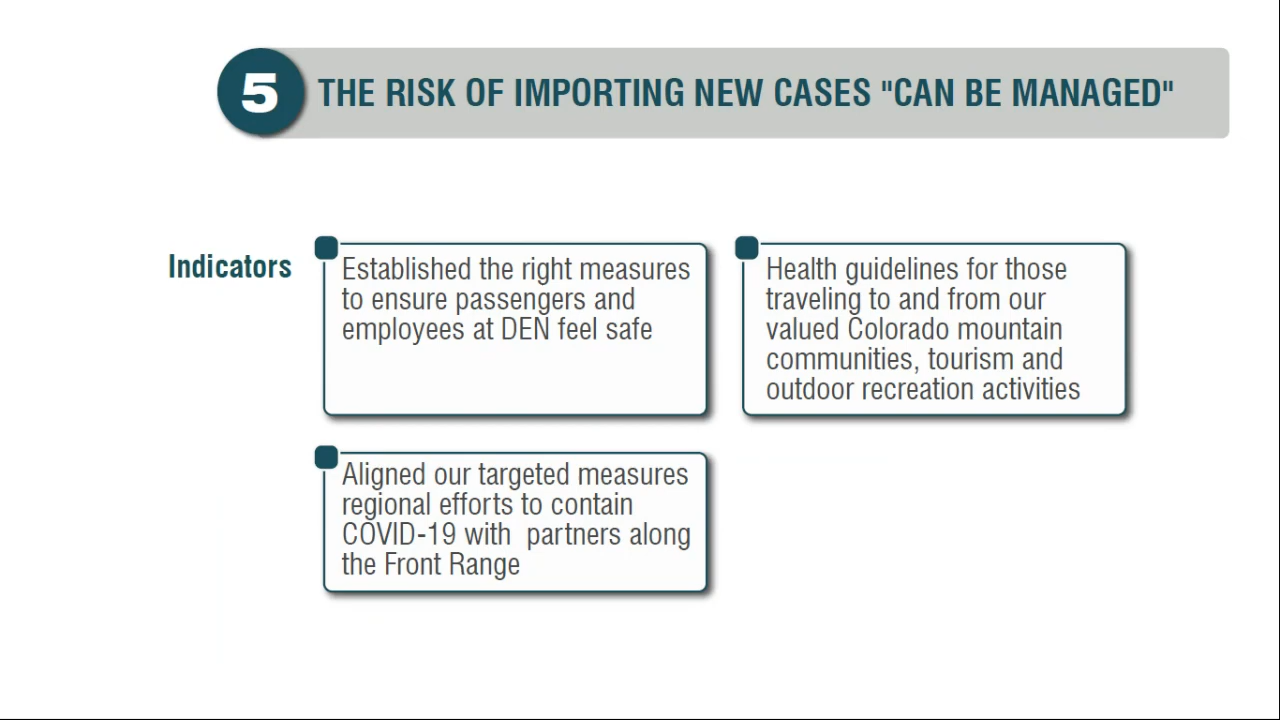 5 THE RISK OF IMPORTING NEW CASES "CAN BE MANAGED"
Indicators
Established the right measures
to ensure passengers and
employees at DEN feel safe
Health guidelines for those
traveling to and from our
valued Colorado mountain
communities, tourism and
outdoor recreation activities
Aligned our targeted measures
regional efforts to contain
COVID-19 with  partners along
the Front Range